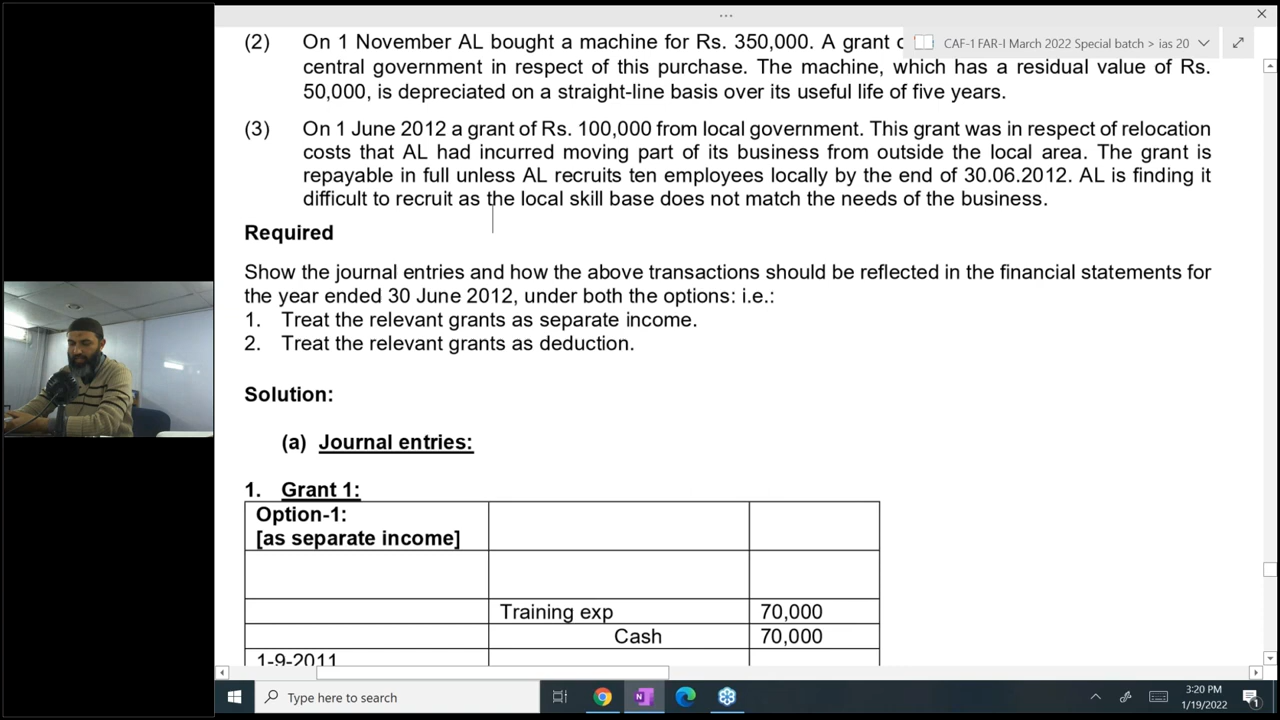 CAF-1 FAR-I March 2022 Special batch > ias 20
(2) On 1 November AL bought a machine for Rs. 350,000. A grant
central government in respect of this purchase. The machine, which has a residual value of Rs.
50,000, is depreciated on a straight-line basis over its useful life of five years.
(3) On 1 June 2012 a grant of Rs. 100,000 from local government. This grant was in respect of relocation
costs that AL had incurred moving part of its business from outside the local area. The grant is
repayable in full unless AL recruits ten employees locally by the end of 30.06.2012. AL is finding it
difficult to recruit as the local skill base does not match the needs of the business.
Required
Show the journal entries and how the above transactions should be reflected in the financial statements for
the year ended 30 June 2012, under both the options: i.e.:
1. Treat the relevant grants as separate income.
2. Treat the relevant grants as deduction.
Solution:
(a) Journal entries:
1. Grant 1:
Option-1:
[as separate income]
Training exp 70,000
Cash 70,000
1-9-2011
Type here to search
3:20 PM
1/19/2022
1